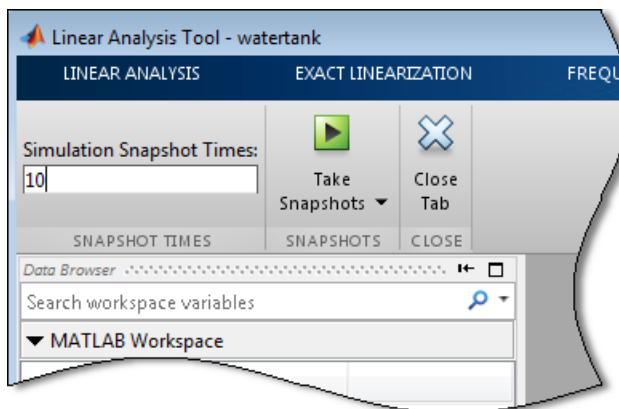 Linear Analysis Tool - watertank
LINEAR ANALYSIS EXACT LINEARIZATION
Simulation Snapshot Times:
10
Take
Snapshots
Close
Tab
SNAPSHOT TIMES SNAPSHOTS CLOSE
Data Browser
Search workspace variables
MATLAB Workspace